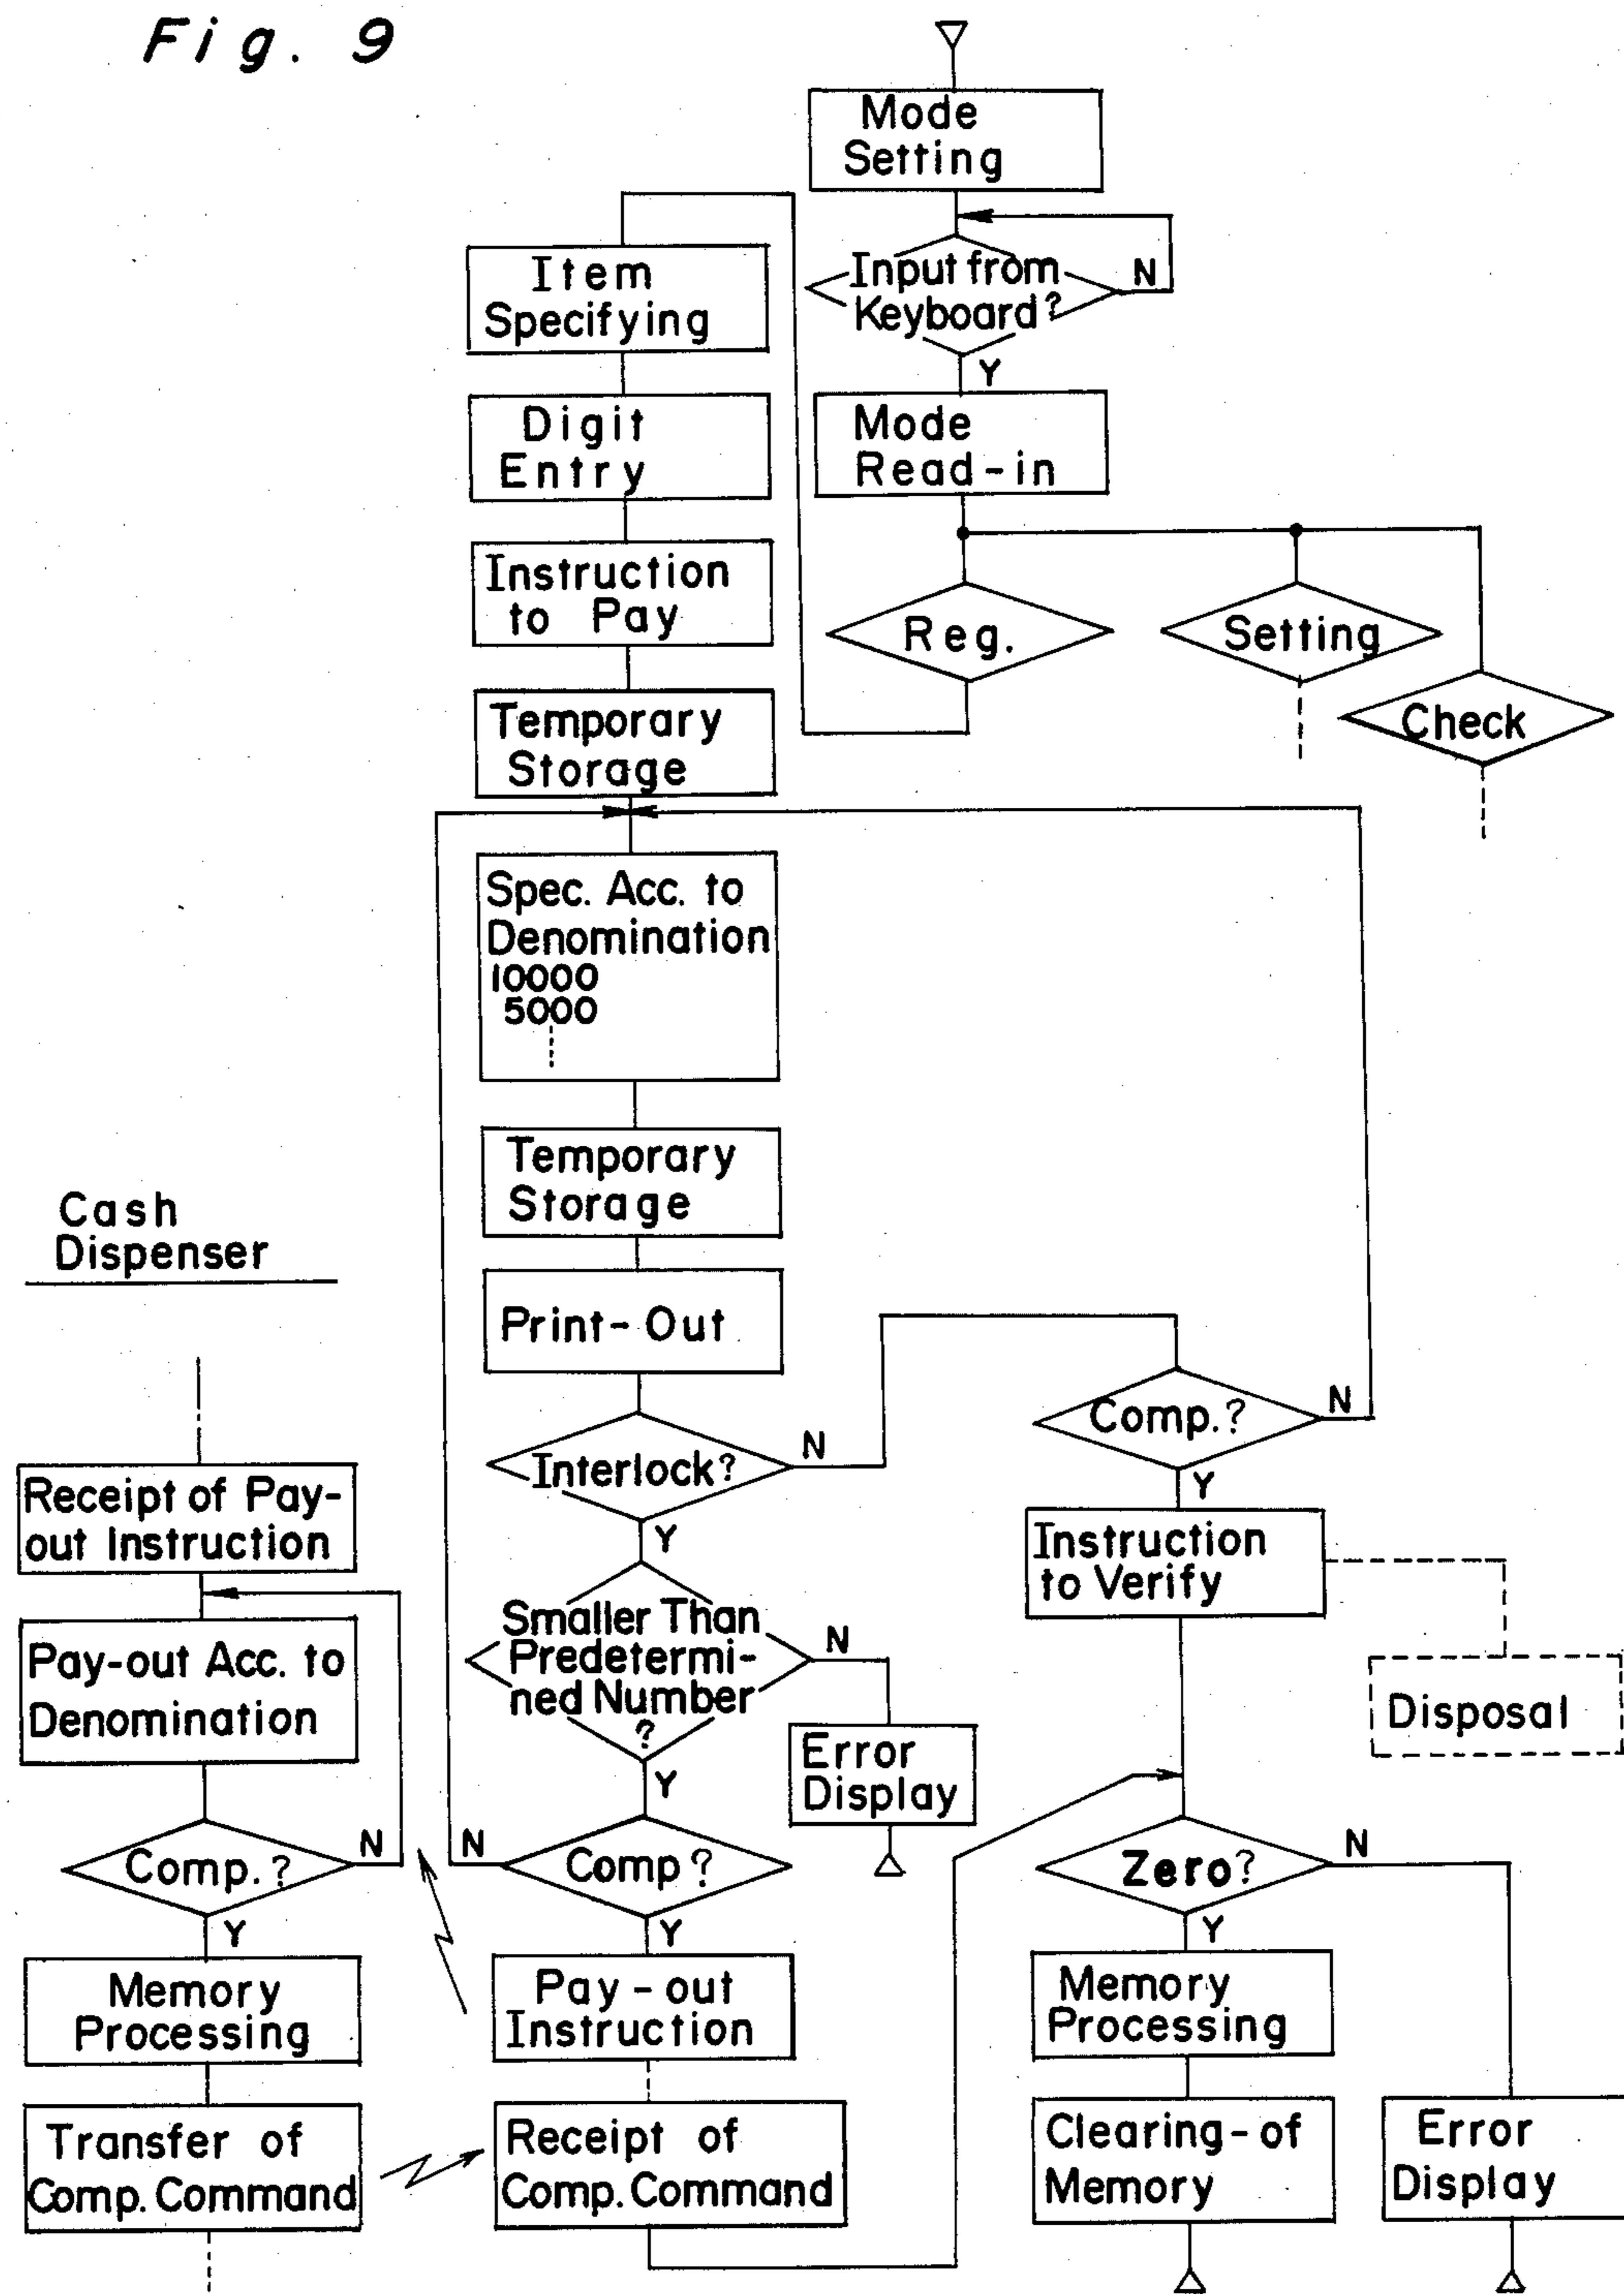 Fig. 9
Mode
Setting
Input from
Keyboard?
N
Y
Mode
Read-in
Reg.
Setting
Check
Item
Specifying
Digit
Entry
Instruction
to Pay
Temporary
Storage
Spec. Acc. to
Denomination
10000
5000
Temporary
Storage
Print-Out
Interlock?
N
Y
Smaller Than
Predetermi-
ned Number
?
N
Y
Error
Display
Comp?
N
Y
Pay-out
Instruction
Receipt of
Comp. Command
Comp.?
N
Y
Instruction
to Verify
Disposal
Zero?
N
Y
Memory
Processing
Clearing-of
Memory
Error
Display
Cash
Dispenser
Receipt of Pay-
out Instruction
Pay-out Acc. to
Denomination
Comp.?
N
Y
Memory
Processing
Transfer of
Comp. Command